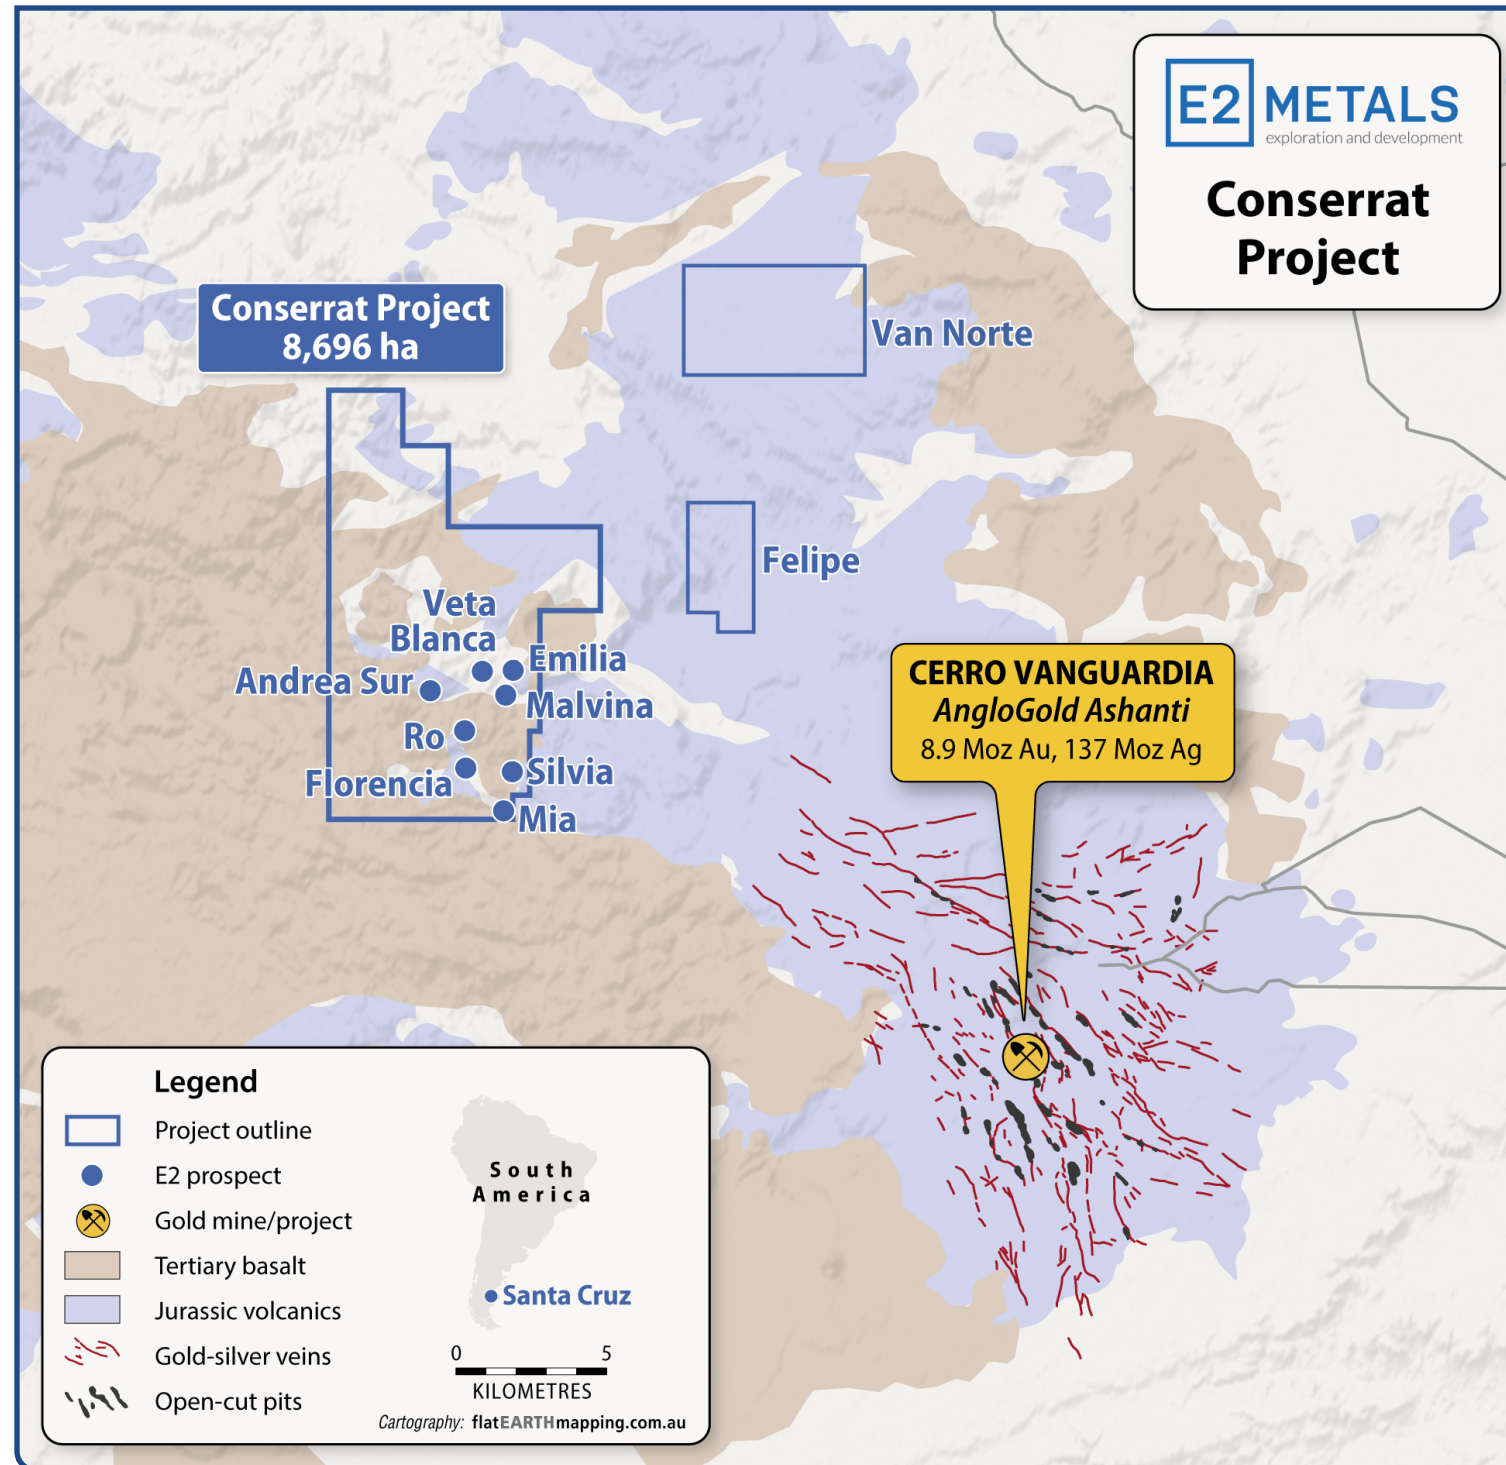 E2 METALS
exploration and development
Conserrat
Project
Conserrat Project
8,696 ha
Van Norte
Felipe
Veta
Blanca
Emilia
Andrea Sur
Malvina
Ro
Silvia
Florencia
Mia
CERRO VANGUARDIA
AngloGold Ashanti
8.9 Moz Au, 137 Moz Ag
Legend
Project outline
E2 prospect
Gold mine/project
Tertiary basalt
Jurassic volcanics
Gold-silver veins
Open-cut pits
South
America
Santa Cruz
0 5
KILOMETRES
Cartography: flatEARTHmapping.com.au